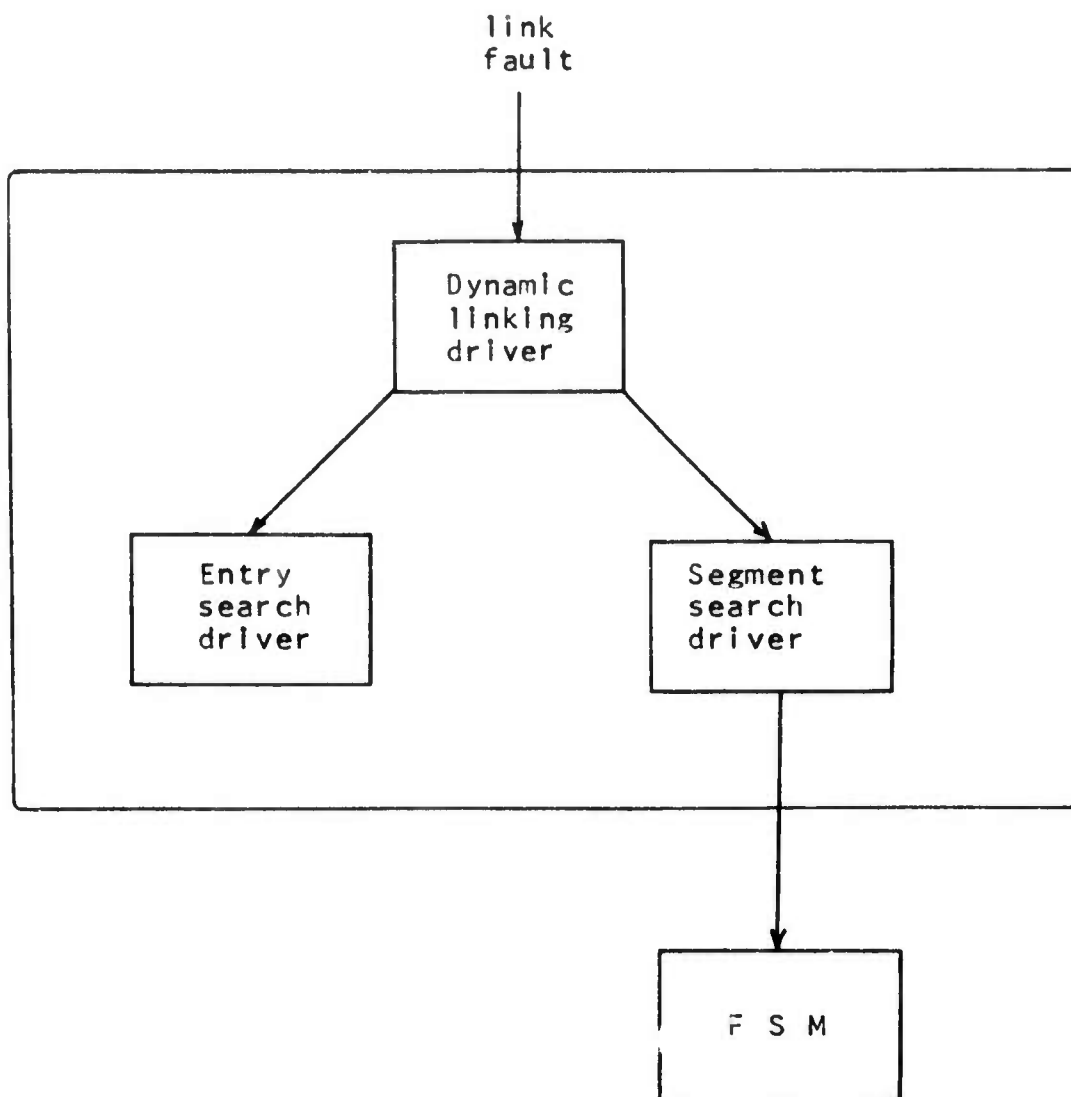 link
fault
Dynamic
linking
driver
Entry
search
driver
Segment
search
driver
F S M